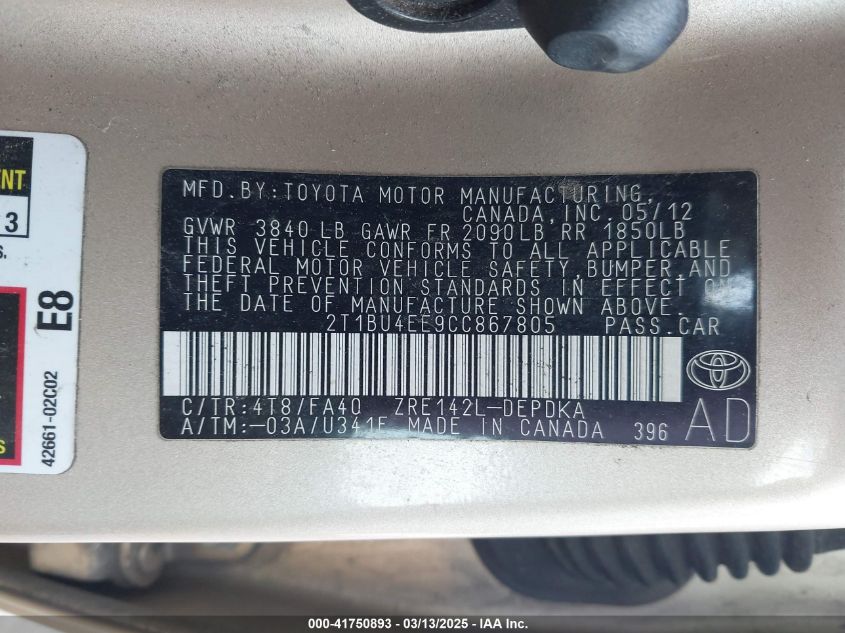 ENT
13
S.
E8
42661-02C02
S
MFD.BY:TOYOTA MOTOR MANUFACTURING,
CANADA,INC. 05/12
GVWR 3840 LB GAWR FR 2090LB RR 1850LB
THIS VEHICLE CONFORMS TO ALL APPLICABLE
FEDERAL MOTOR VEHICLE SAFETY,BUMPER,AND
THEFT PREVENTION STANDARDS IN EFFECT ON
THE DATE OF MANUFACTURE SHOWN ABOVE.
2T1BU4EE9CC867805 PASS.CAR
C/TR:4T8/FA40 ZRE142L-DEPDKA
A/TM:-03A/U341F MADE IN CANADA 396
AD
000-41750893 - 03/13/2025 - IAA Inc.